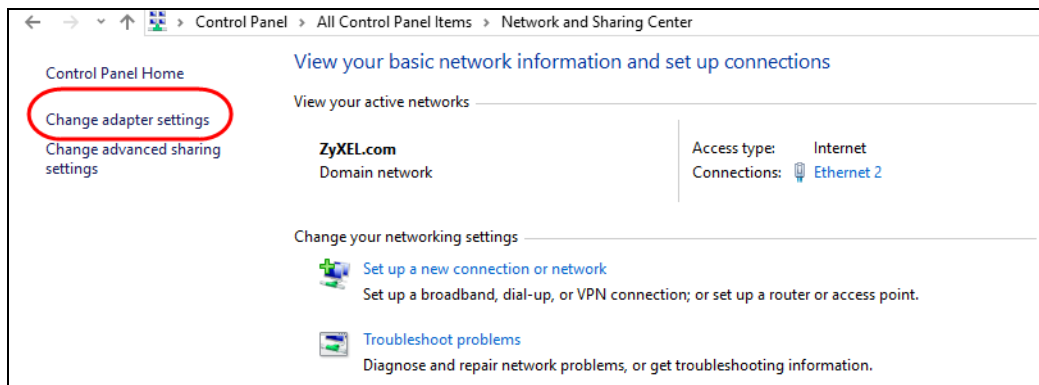 Control Panel > All Control Panel Items > Network and Sharing Center
Control Panel Home
Change adapter settings
Change advanced sharing
settings
View your basic network information and set up connections
View your active networks
ZyXEL.com
Domain network
Access type: Internet
Connections: Ethernet 2
Change your networking settings
Set up a new connection or network
Set up a broadband, dial-up, or VPN connection; or set up a router or access point.
Troubleshoot problems
Diagnose and repair network problems, or get troubleshooting information.